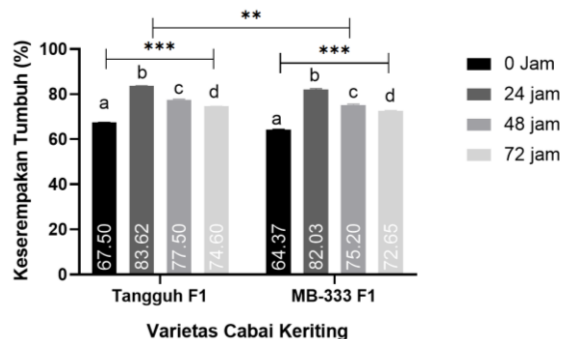 **
*** ***
100
80
60
40
20
0
Keserempakan Tumbuh (%)
a b c d
a b c d
67.50 83.62 77.50 74.60
64.37 82.03 75.20 72.65
Tangguh F1 MB-333 F1
Varietas Cabai Keriting
0 Jam
24 jam
48 jam
72 jam